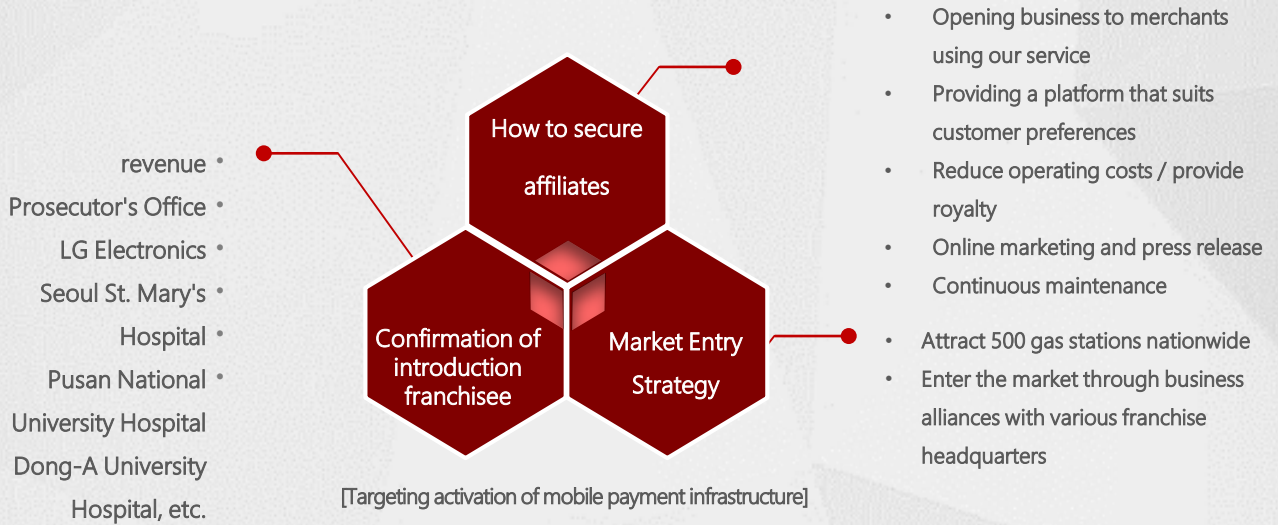 • Opening business to merchants
using our service
• Providing a platform that suits
customer preferences
• Reduce operating costs / provide
royalty
• Online marketing and press release
• Continuous maintenance
How to secure
affiliates
revenue •
Prosecutor's Office •
LG Electronics •
Seoul St. Mary's •
Hospital •
Pusan National •
University Hospital
Dong-A University
Hospital, etc.
Confirmation of
introduction
franchisee
Market Entry
Strategy
• Attract 500 gas stations nationwide
• Enter the market through business
alliances with various franchise
headquarters
[Targeting activation of mobile payment infrastructure]